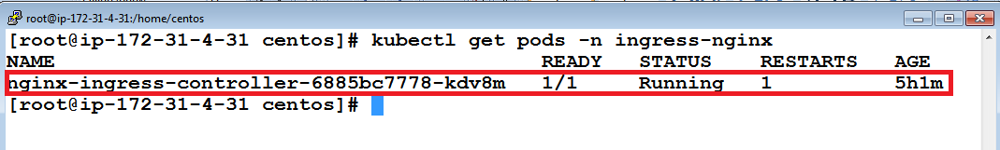 root@ip-172-31-4-31:/home/centos
[root@ip-172-31-4-31 centos]# kubectl get pods -n ingress-nginx
NAME READY STATUS RESTARTS AGE
nginx-ingress-controller-6885bc7778-kdv8m 1/1 Running 1 5h1m
[root@ip-172-31-4-31 centos]#